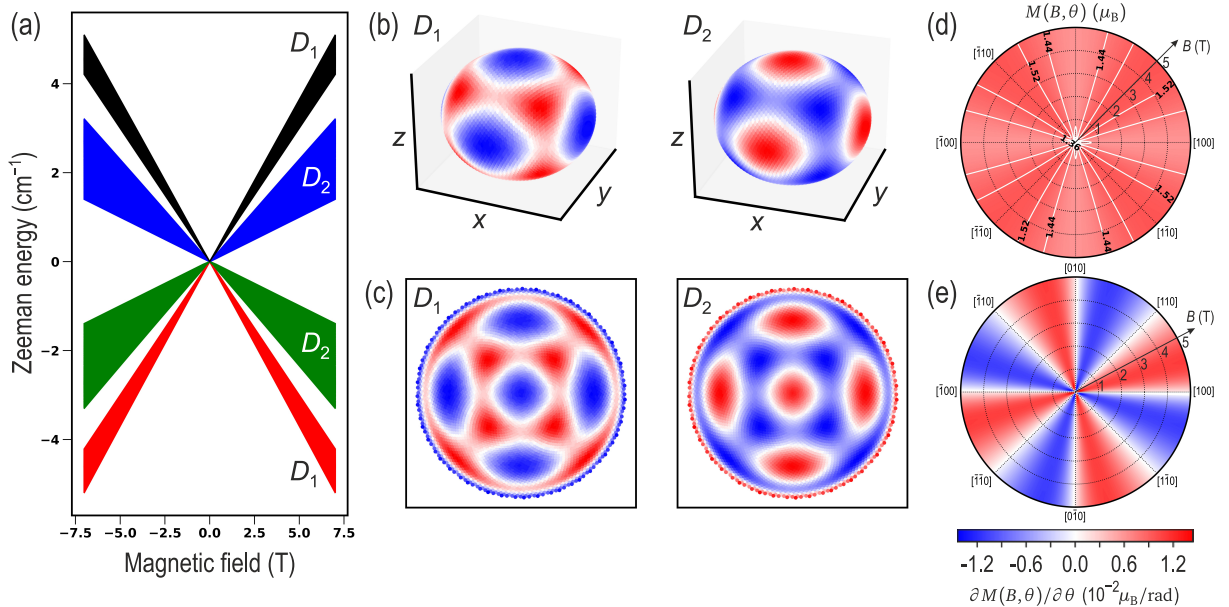 (a)
Zeeman energy (cm⁻¹)
4
2
0
−2
−4
D₁
D₂
D₂
D₁
−7.5 −5.0 −2.5 0.0 2.5 5.0 7.5
Magnetic field (T)
(b)
D₁
z
x
y
D₂
z
x
y
(c)
D₁
D₂
(d)
M(B,θ) (μ_B)
B (T)
5
4
3
2
1
1.44
1.44
1.52
1.52
1.36
1.52
1.52
1.44
1.44
[1̄10]
[1̄00]
[100]
[1̄1̄0]
[11̄0]
(e)
[010]
[1̄10]
[110]
B (T)
5
4
3
2
1
[1̄00]
[100]
[1̄1̄0]
[11̄0]
[01̄0]
−1.2 −0.6 0.0 0.6 1.2
∂M(B,θ)/∂θ (10⁻²μ_B/rad)